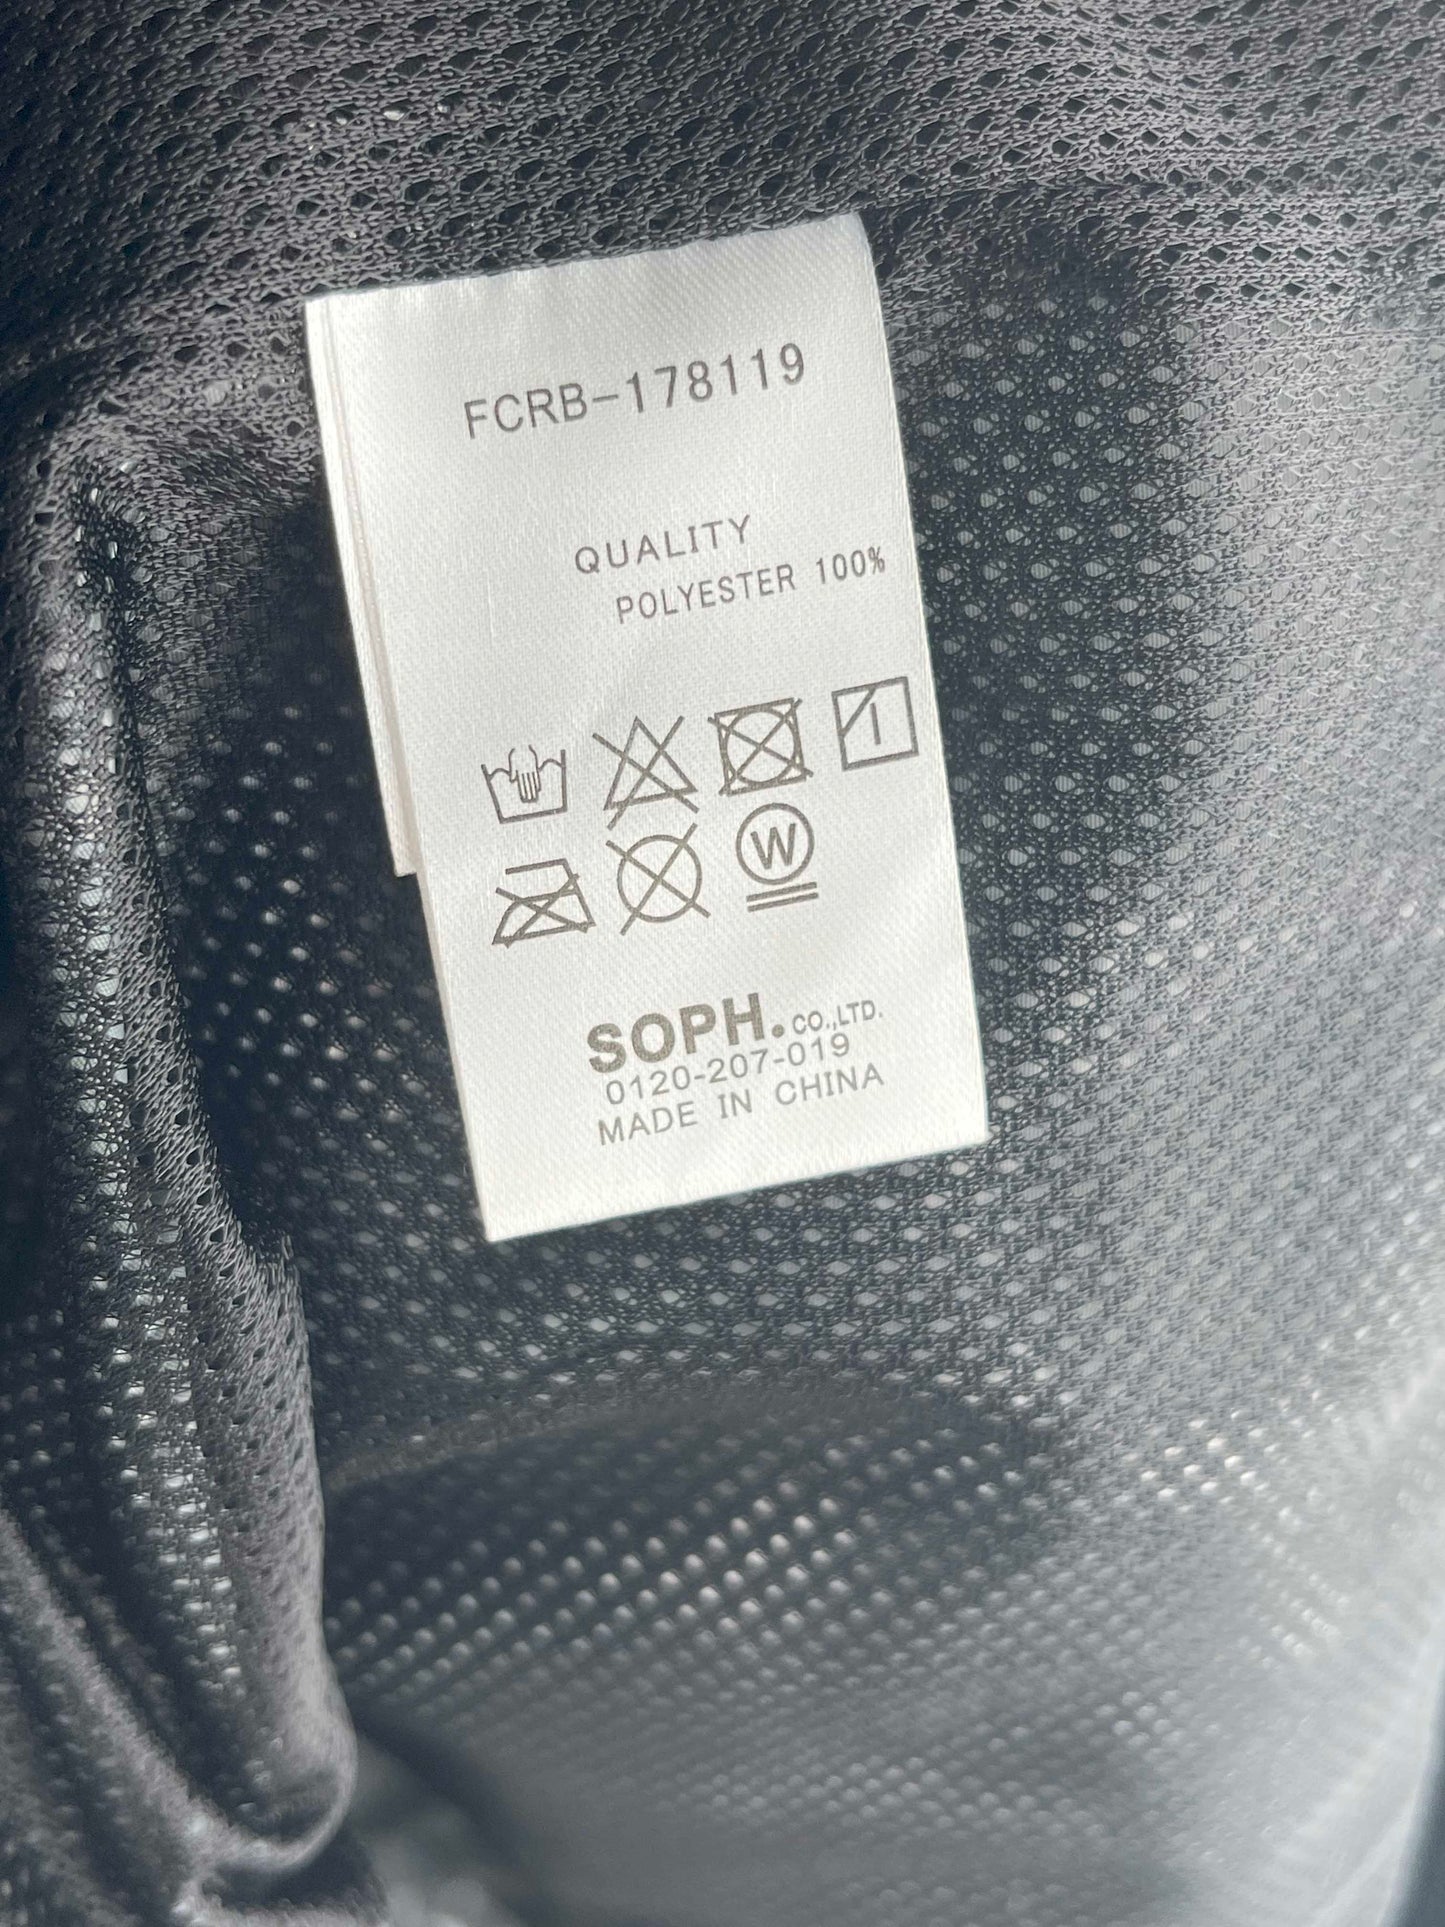 FCRB-178119
QUALITY
POLYESTER 100%
W
SOPH.CO.,LTD.
0120-207-019
MADE IN CHINA